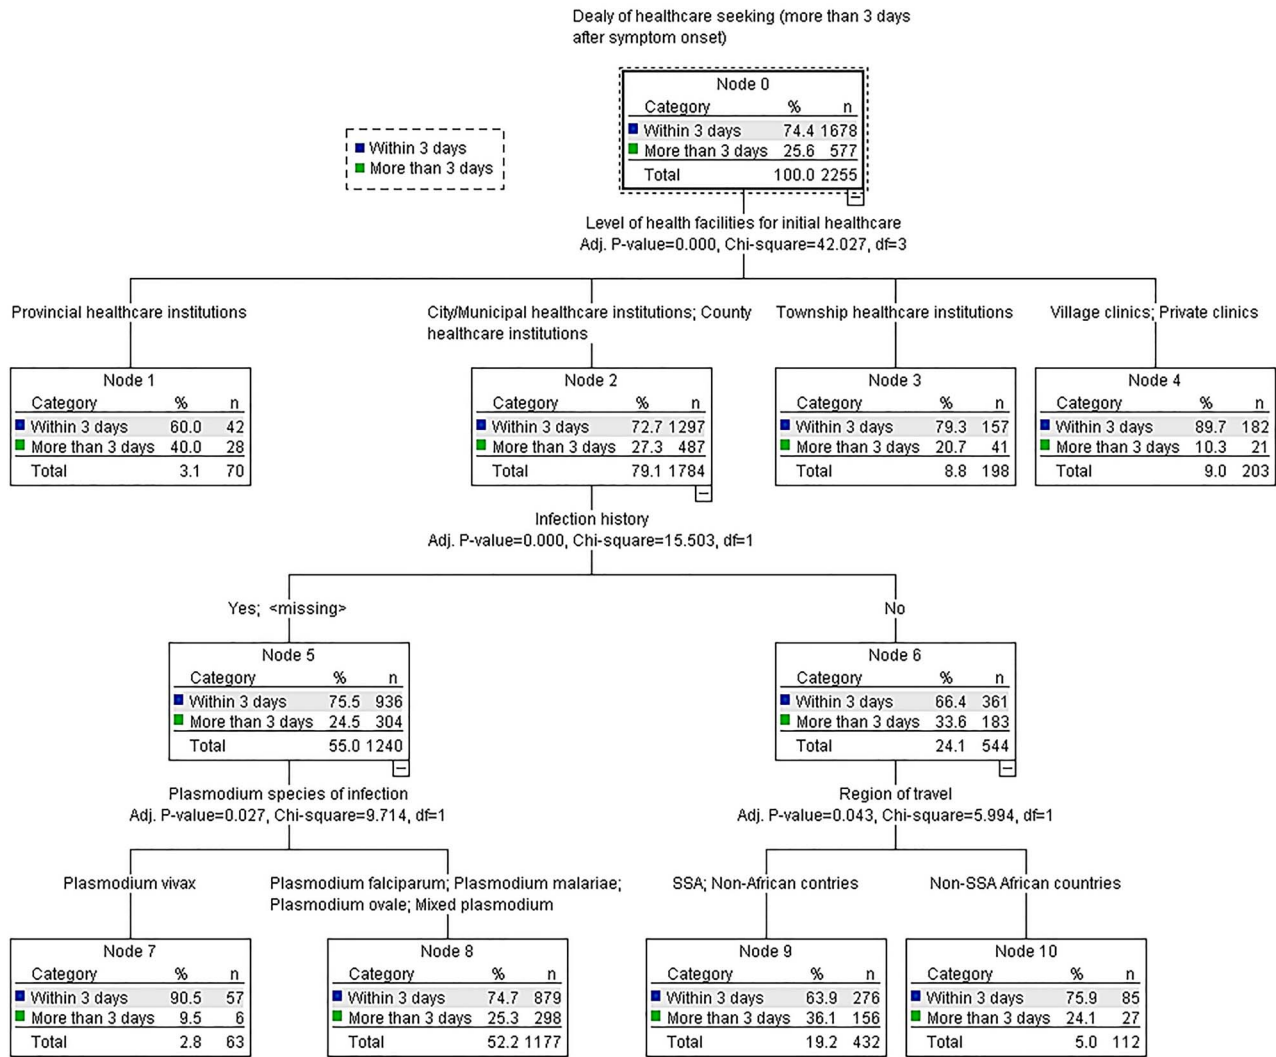 Dealy of healthcare seeking (more than 3 days
after symptom onset)
Node 0
Category % n
Within 3 days 74.4 1678
More than 3 days 25.6 577
Total 100.0 2255
Within 3 days
More than 3 days
Level of health facilities for initial healthcare
Adj. P-value=0.000, Chi-square=42.027, df=3
Provincial healthcare institutions
City/Municipal healthcare institutions; County
healthcare institutions
Township healthcare institutions
Village clinics; Private clinics
Node 1
Category % n
Within 3 days 60.0 42
More than 3 days 40.0 28
Total 3.1 70
Node 2
Category % n
Within 3 days 72.7 1297
More than 3 days 27.3 487
Total 79.1 1784
Node 3
Category % n
Within 3 days 79.3 157
More than 3 days 20.7 41
Total 8.8 198
Node 4
Category % n
Within 3 days 89.7 182
More than 3 days 10.3 21
Total 9.0 203
Infection history
Adj. P-value=0.000, Chi-square=15.503, df=1
Yes; <missing>
No
Node 5
Category % n
Within 3 days 75.5 936
More than 3 days 24.5 304
Total 55.0 1240
Node 6
Category % n
Within 3 days 66.4 361
More than 3 days 33.6 183
Total 24.1 544
Plasmodium species of infection
Adj. P-value=0.027, Chi-square=9.714, df=1
Region of travel
Adj. P-value=0.043, Chi-square=5.994, df=1
Plasmodium vivax
Plasmodium falciparum; Plasmodium malariae;
Plasmodium ovale; Mixed plasmodium
SSA; Non-African contries
Non-SSA African countries
Node 7
Category % n
Within 3 days 90.5 57
More than 3 days 9.5 6
Total 2.8 63
Node 8
Category % n
Within 3 days 74.7 879
More than 3 days 25.3 298
Total 52.2 1177
Node 9
Category % n
Within 3 days 63.9 276
More than 3 days 36.1 156
Total 19.2 432
Node 10
Category % n
Within 3 days 75.9 85
More than 3 days 24.1 27
Total 5.0 112